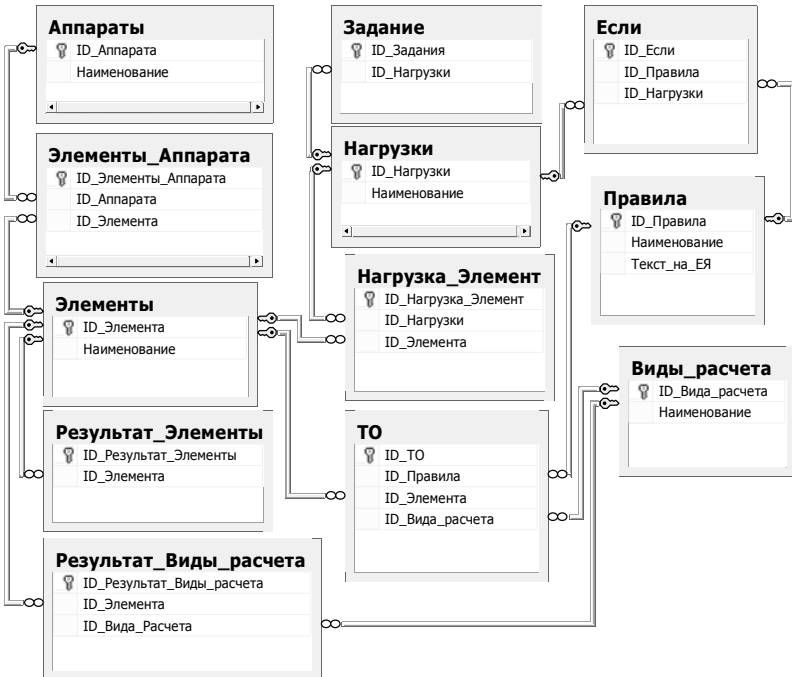 Аппараты
ID_Аппарата
Наименование
Элементы_Аппарата
ID_Элементы_Аппарата
ID_Аппарата
ID_Элемента
Элементы
ID_Элемента
Наименование
Результат_Элементы
ID_Результат_Элементы
ID_Элемента
Результат_Виды_расчета
ID_Результат_Виды_расчета
ID_Элемента
ID_Вида_Расчета
Задание
ID_Задания
ID_Нагрузки
Нагрузки
ID_Нагрузки
Наименование
Нагрузка_Элемент
ID_Нагрузка_Элемент
ID_Нагрузки
ID_Элемента
ТО
ID_ТО
ID_Правила
ID_Элемента
ID_Вида_расчета
Если
ID_Если
ID_Правила
ID_Нагрузки
Правила
ID_Правила
Наименование
Текст_на_ЕЯ
Виды_расчета
ID_Вида_расчета
Наименование